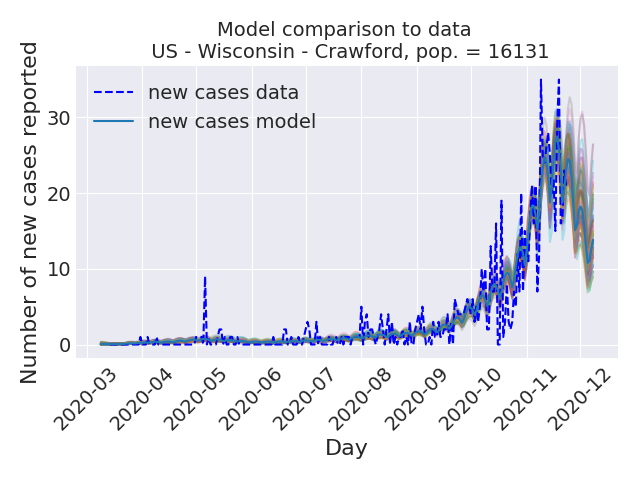 Model comparison to data
US - Wisconsin - Crawford, pop. = 16131
new cases data
new cases model
Number of new cases reported
30
20
10
0
2020-03
2020-04
2020-05
2020-06
2020-07
2020-08
2020-09
2020-10
2020-11
2020-12
Day